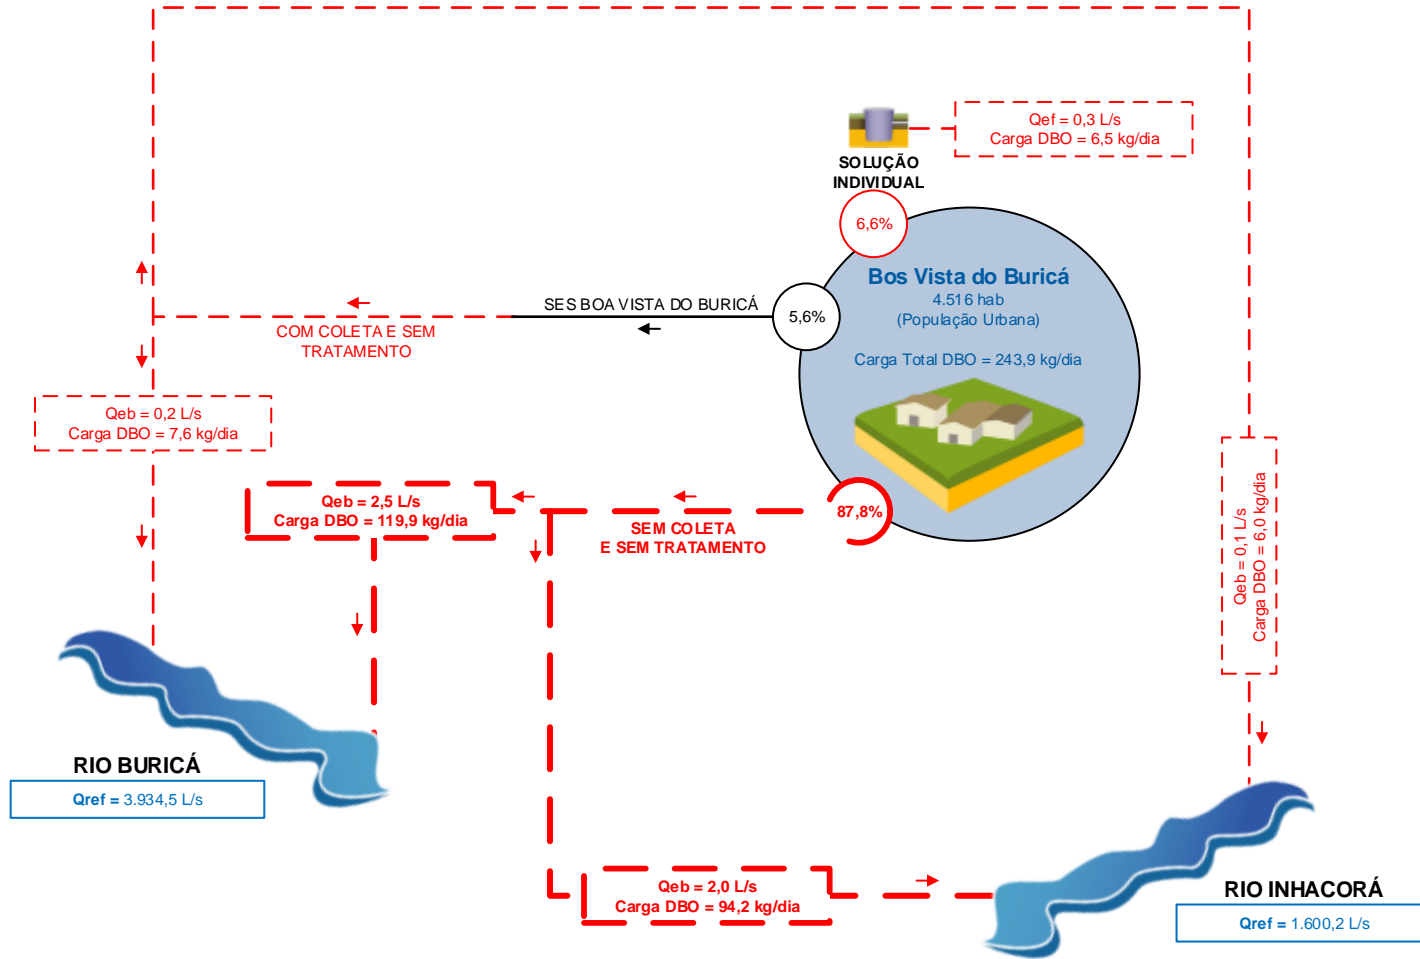 Qef = 0,3 L/s
Carga DBO = 6,5 kg/dia
SOLUÇÃO
INDIVIDUAL
6,6%
Bos Vista do Buricá
4.516 hab
(População Urbana)
Carga Total DBO = 243,9 kg/dia
5,6%
SES BOA VISTA DO BURICÁ
COM COLETA E SEM
TRATAMENTO
Qeb = 0,2 L/s
Carga DBO = 7,6 kg/dia
87,8%
SEM COLETA
E SEM TRATAMENTO
Qeb = 2,5 L/s
Carga DBO = 119,9 kg/dia
Qeb = 0,1 L/s
Carga DBO = 6,0 kg/dia
RIO BURICÁ
Qref = 3.934,5 L/s
Qeb = 2,0 L/s
Carga DBO = 94,2 kg/dia
RIO INHACORÁ
Qref = 1.600,2 L/s